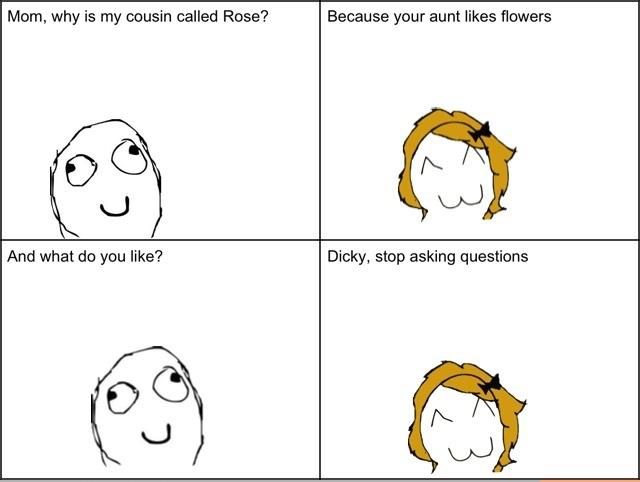 Mom, why is my cousin called Rose?
Because your aunt likes flowers
And what do you like?
Dicky, stop asking questions